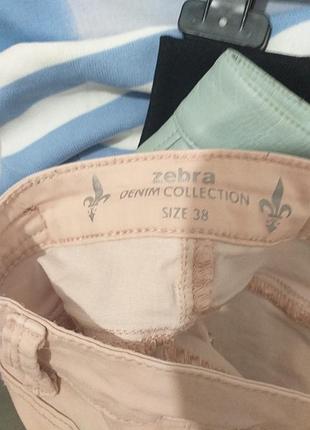 zebra
DENIM COLLECTION
SIZE 38